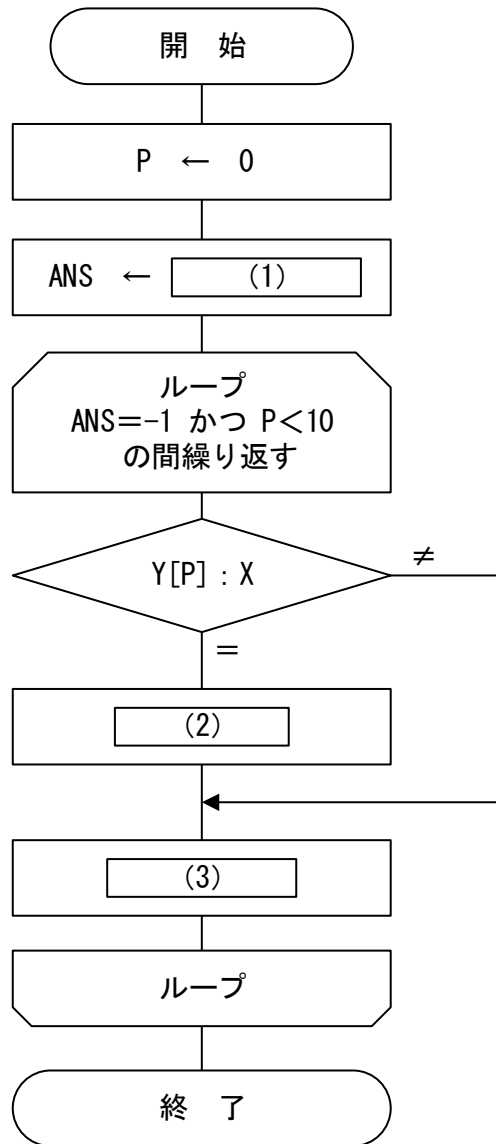 開　始
P　←　0
ANS　←　(1)
ループ
ANS＝-1 かつ P＜10
の間繰り返す
Y[P]：X
≠
＝
(2)
(3)
ループ
終　了